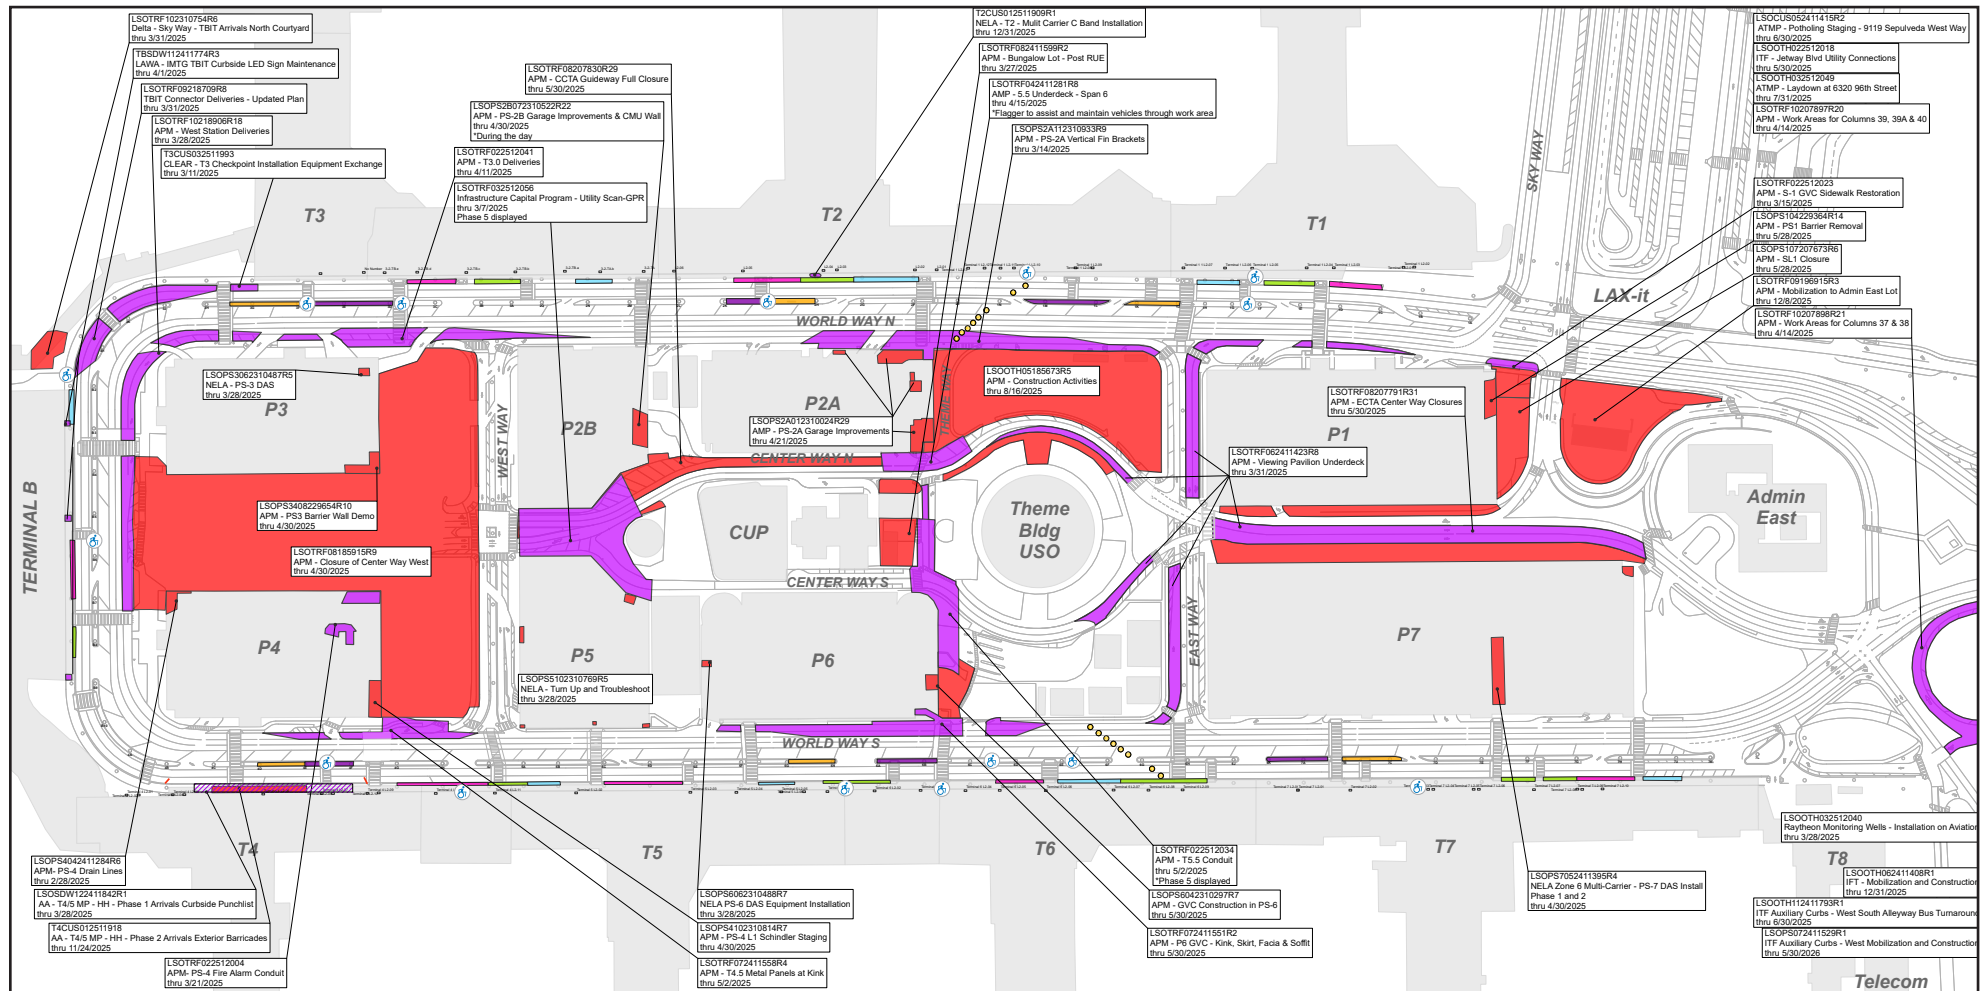 LSOTRF102310754R6
Delta - Sky Way - TBIT Arrivals North Courtyard
thru 3/31/2025
TBSDW112411774R3
LAWA - IMTG TBIT Curbside LED Sign Maintenance
thru 4/1/2025
LSOTRF09218709R8
TBIT Connector Deliveries - Updated Plan
thru 3/31/2025
LSOTRF10218906R18
APM - West Station Deliveries
thru 3/28/2025
T3CUS032511993
CLEAR - T3 Checkpoint Installation Equipment Exchange
thru 3/11/2025
LSOTRF08207830R29
APM - CCTA Guideway Full Closure
thru 5/30/2025
LSOPS2B072310522R22
APM - PS-2B Garage Improvements & CMU Wall
thru 4/30/2025
*During the day
LSOTRF022512041
APM - T3.0 Deliveries
thru 4/11/2025
LSOTRF032512056
Infrastructure Capital Program - Utility Scan-GPR
thru 3/7/2025
Phase 5 displayed
T2CUS012511909R1
NELA - T2 - Mulit Carrier C Band Installation
thru 12/31/2025
LSOTRF082411599R2
APM - Bungalow Lot - Post RUE
thru 3/27/2025
LSOTRF042411281R8
AMP - 5.5 Underdeck - Span 6
thru 4/15/2025
*Flagger to assist and maintain vehicles through work area
LSOPS2A112310933R9
APM - PS-2A Vertical Fin Brackets
thru 3/14/2025
LSOCUS052411415R2
ATMP - Potholing Staging - 9119 Sepulveda West Way
thru 6/30/2025
LSOOTH022512018
ITF - Jetway Blvd Utility Connections
thru 5/30/2025
LSOOTH032512049
ATMP - Laydown at 6320 96th Street
thru 7/31/2025
LSOTRF10207897R20
APM - Work Areas for Columns 39, 39A & 40
thru 4/14/2025
LSOTRF022512023
APM - S-1 GVC Sidewalk Restoration
thru 3/15/2025
LSOPS104229364R14
APM - PS1 Barrier Removal
thru 5/28/2025
LSOPS107207673R6
APM - SL1 Closure
thru 5/28/2025
LSOTRF09196915R3
APM - Mobilization to Admin East Lot
thru 12/8/2025
LSOTRF10207898R21
APM - Work Areas for Columns 37 & 38
thru 4/14/2025
T3
T2
T1
SKY WAY
LAX-it
WORLD WAY N
LSOPS3062310487R5
NELA - PS-3 DAS
thru 3/28/2025
P3
WEST WAY
P2B
P2A
LSOPS2A012310024R29
AMP - PS-2A Garage Improvements
thru 4/21/2025
THEME WAY
LSOOTH05185673R5
APM - Construction Activities
thru 8/16/2025
LSOTRF08207791R31
APM - ECTA Center Way Closures
thru 5/30/2025
P1
LSOTRF062411423R8
APM - Viewing Pavilion Underdeck
thru 3/31/2025
CENTER WAY N
TERMINAL B
LSOPS3408229654R10
APM - PS3 Barrier Wall Demo
thru 4/30/2025
LSOTRF08185915R9
APM - Closure of Center Way West
thru 4/30/2025
CUP
Theme
Bldg
USO
Admin
East
CENTER WAY S
EAST WAY
P4
P5
P6
P7
LSOPS5102310769R5
NELA - Turn Up and Troubleshoot
thru 3/28/2025
WORLD WAY S
T4
T5
T6
T7
T8
LSOPS4042411284R6
APM- PS-4 Drain Lines
thru 2/28/2025
LSOSDW122411842R1
AA - T4/5 MP - HH - Phase 1 Arrivals Curbside Punchlist
thru 3/28/2025
T4CUS012511918
AA - T4/5 MP - HH - Phase 2 Arrivals Exterior Barricades
thru 11/24/2025
LSOTRF022512004
APM- PS-4 Fire Alarm Conduit
thru 3/21/2025
LSOPS6062310488R7
NELA PS-6 DAS Equipment Installation
thru 3/28/2025
LSOPS4102310814R7
APM - PS-4 L1 Schindler Staging
thru 4/30/2025
LSOTRF072411558R4
APM - T4.5 Metal Panels at Kink
thru 5/2/2025
LSOTRF022512034
APM - T5.5 Conduit
thru 5/2/2025
*Phase 5 displayed
LSOPS6042310297R7
APM - GVC Construction in PS-6
thru 5/30/2025
LSOTRF072411551R2
APM - P6 GVC - Kink, Skirt, Facia & Soffit
thru 5/30/2025
LSOPS7052411395R4
NELA Zone 6 Multi-Carrier - PS-7 DAS Install
Phase 1 and 2
thru 4/30/2025
LSOOTH032512040
Raytheon Monitoring Wells - Installation on Aviation
thru 3/28/2025
LSOOTH062411408R1
IFT - Mobilization and Constructio
thru 12/31/2025
LSOOTH112411793R1
ITF Auxiliary Curbs - West South Alleyway Bus Turnaroun
thru 6/30/2025
LSOPS072411529R1
ITF Auxiliary Curbs - West Mobilization and Constructio
thru 5/30/2026
Telecom